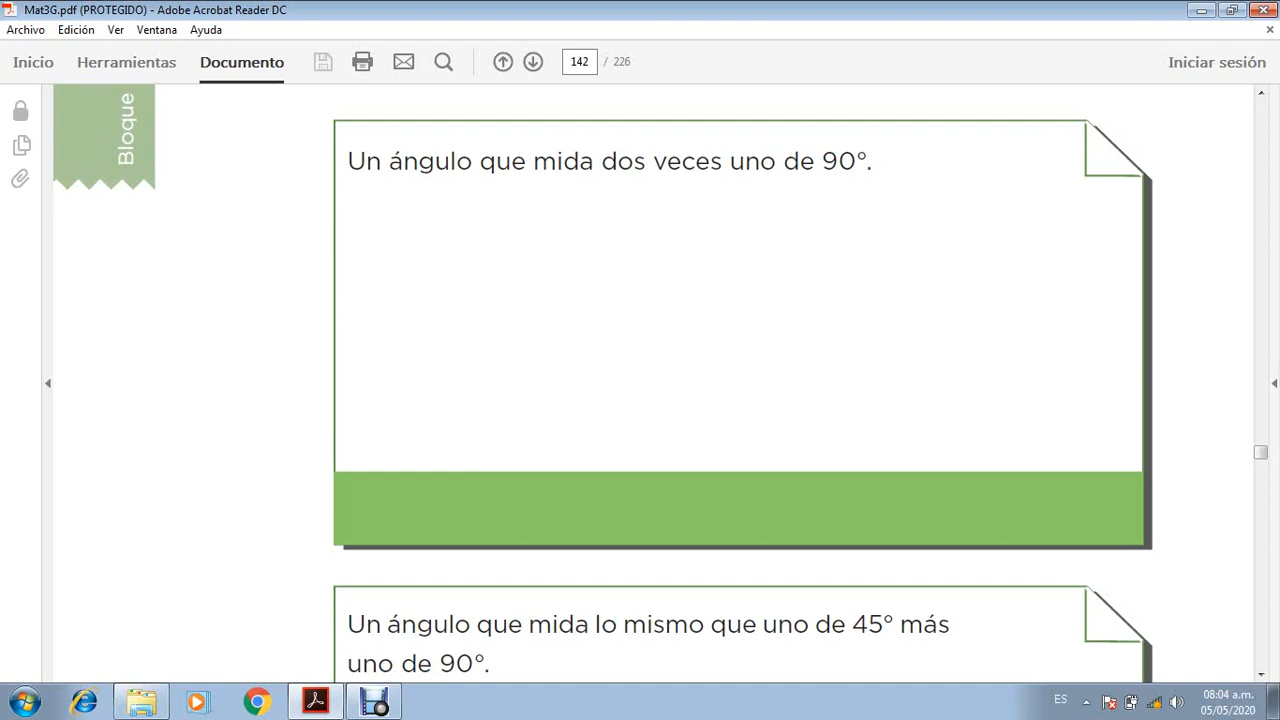 Mat3G.pdf (PROTEGIDO) - Adobe Acrobat Reader DC
Archivo Edición Ver Ventana Ayuda
Inicio Herramientas Documento 142 / 226 Iniciar sesión
Bloque
Un ángulo que mida dos veces uno de 90°.
Un ángulo que mida lo mismo que uno de 45° más
uno de 90°.
ES 08:04 a.m.
05/05/2020